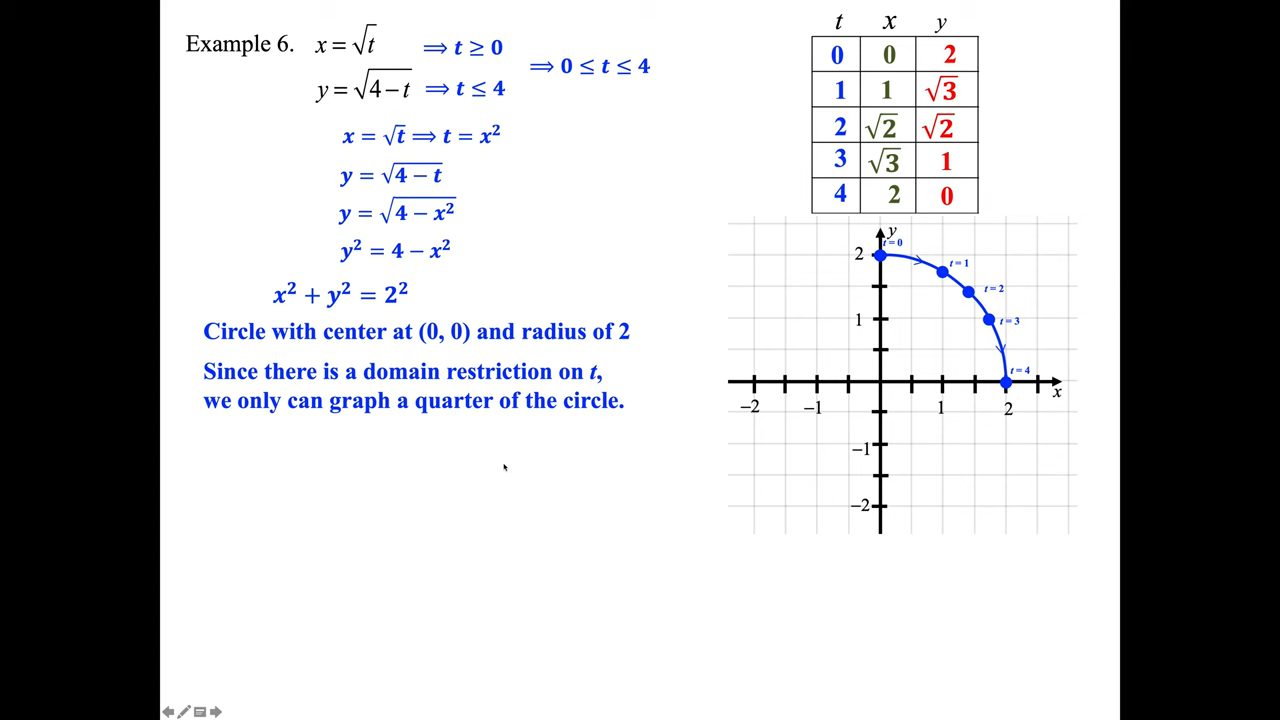 Example 6. x = √t ⟹ t ≥ 0
⟹ 0 ≤ t ≤ 4
y = √(4 − t) ⟹ t ≤ 4
x = √t ⟹ t = x²
y = √(4 − t)
y = √(4 − x²)
y² = 4 − x²
x² + y² = 2²
Circle with center at (0, 0) and radius of 2
Since there is a domain restriction on t,
we only can graph a quarter of the circle.
t x y
0 0 2
1 1 √3
2 √2 √2
3 √3 1
4 2 0
y
t = 0
2
t = 1
t = 2
1
t = 3
t = 4
x
−2 −1 1 2
−1
−2